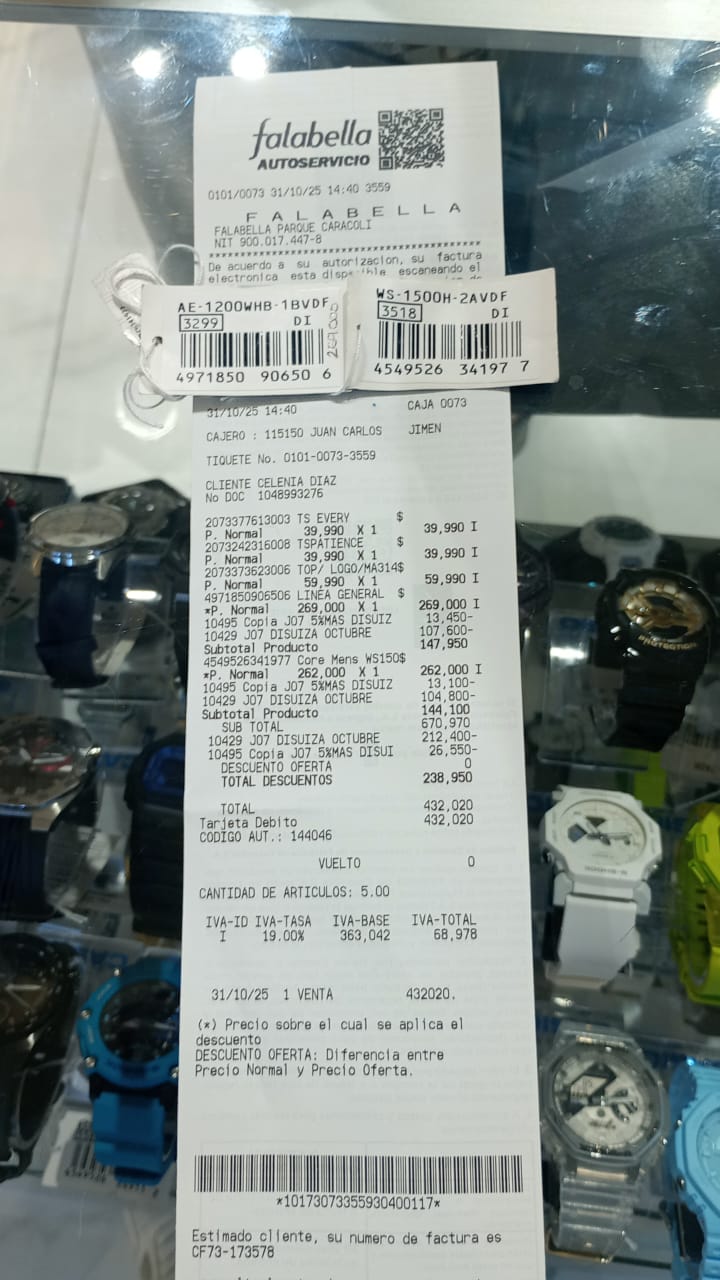 falabella
AUTOSERVICIO
0101/0073 31/10/25 14:40 3559
F A L A B E L L A
FALABELLA PARQUE CARACOLI
NIT 900.017.447-8
****************************************
De acuerdo a su autorizacion, su factura
electronica esta disponible escaneando el
AE-1200WHB-1BVDF
3299 DI
269.000
4971850 90650 6
WS-1500H-2AVDF
3518 DI
4549526 34197 7
31/10/25 14:40 CAJA 0073
CAJERO : 115150 JUAN CARLOS JIMEN
TIQUETE No. 0101-0073-3559
CLIENTE CELENIA DIAZ
No DOC 1048993276
2073377613003 TS EVERY $
P. Normal 39,990 X 1 39,990 I
2073242316008 TSPATIENCE $
P. Normal 39,990 X 1 39,990 I
2073373623006 TOP/ LOGO/MA314$
P. Normal 59,990 X 1 59,990 I
4971850906506 LINEA GENERAL $
*P. Normal 269,000 X 1 269,000 I
10495 Copia J07 5%MAS DISUIZ 13,450-
10429 J07 DISUIZA OCTUBRE 107,600-
Subtotal Producto 147,950
4549526341977 Core Mens WS150$
*P. Normal 262,000 X 1 262,000 I
10495 Copia J07 5%MAS DISUIZ 13,100-
10429 J07 DISUIZA OCTUBRE 104,800-
Subtotal Producto 144,100
SUB TOTAL 670,970
10429 J07 DISUIZA OCTUBRE 212,400-
10495 Copia J07 5%MAS DISUI 26,550-
DESCUENTO OFERTA 0
TOTAL DESCUENTOS 238,950
TOTAL 432,020
Tarjeta Debito 432,020
CODIGO AUT.: 144046
VUELTO 0
CANTIDAD DE ARTICULOS: 5.00
IVA-ID IVA-TASA IVA-BASE IVA-TOTAL
I 19.00% 363,042 68,978
31/10/25 1 VENTA 432020.
(*) Precio sobre el cual se aplica el
descuento
DESCUENTO OFERTA: Diferencia entre
Precio Normal y Precio Oferta.
*10173073355930400117*
Estimado cliente, su numero de factura es
CF73-173578
PROTECTION